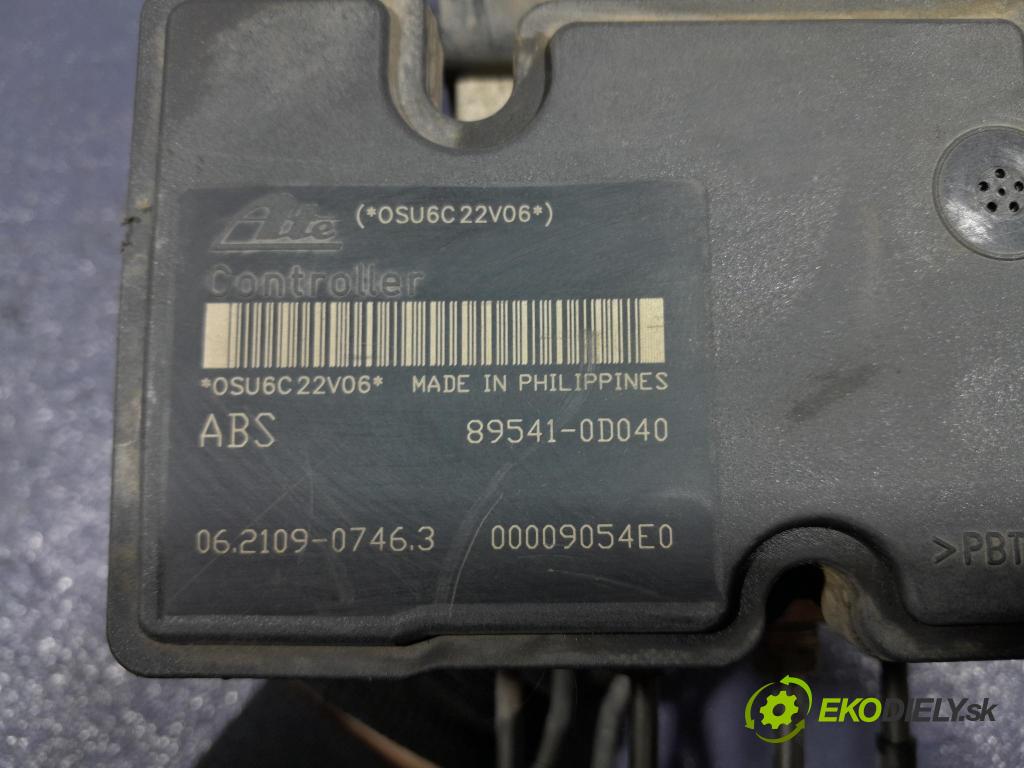 Ate (*OSU6C22V06*)
Controller
*OSU6C22V06* MADE IN PHILIPPINES
ABS 89541-0D040
06.2109-0746.3 00009054E0
>PBT
EKODIELY.sk